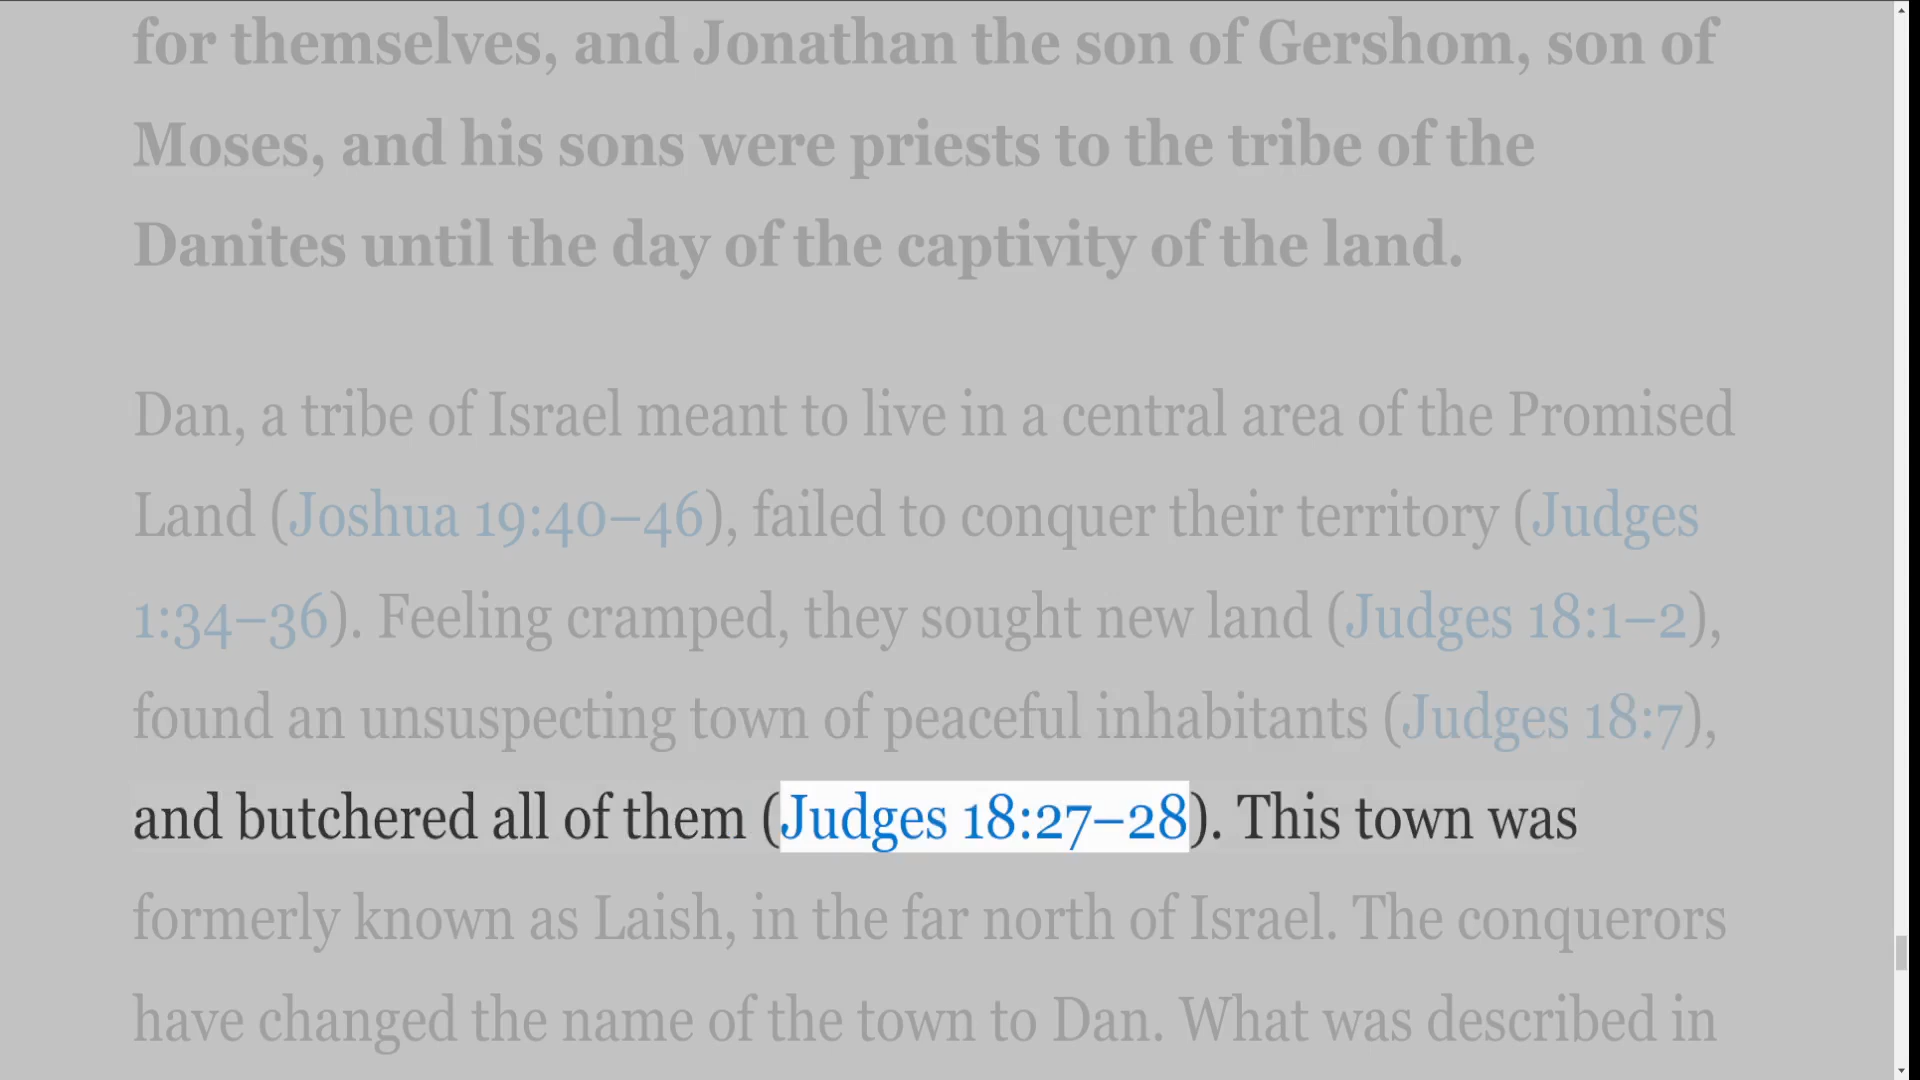 for themselves, and Jonathan the son of Gershom, son of
Moses, and his sons were priests to the tribe of the
Danites until the day of the captivity of the land.
Dan, a tribe of Israel meant to live in a central area of the Promised
Land (Joshua 19:40–46), failed to conquer their territory (Judges
1:34–36). Feeling cramped, they sought new land (Judges 18:1–2),
found an unsuspecting town of peaceful inhabitants (Judges 18:7),
and butchered all of them (Judges 18:27–28). This town was
formerly known as Laish, in the far north of Israel. The conquerors
have changed the name of the town to Dan. What was described in